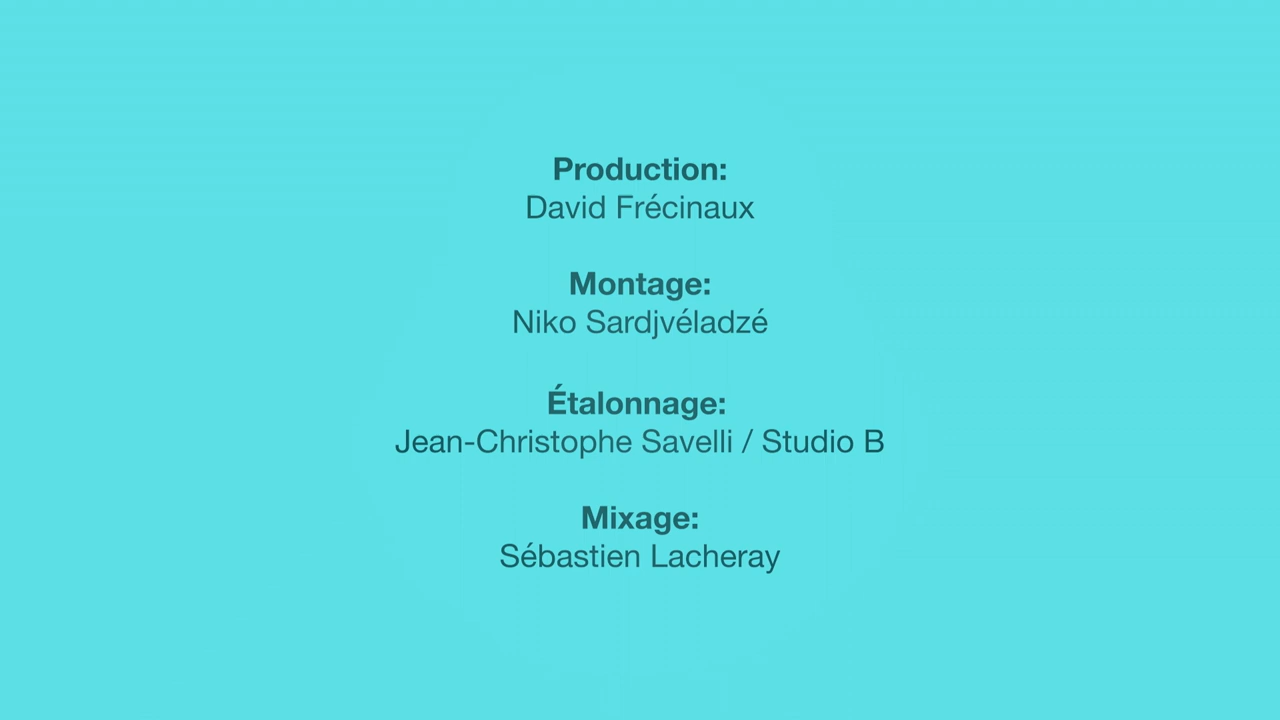 Production:
David Frécinaux
Montage:
Niko Sardjvéladzé
Étalonnage:
Jean-Christophe Savelli / Studio B
Mixage:
Sébastien Lacheray